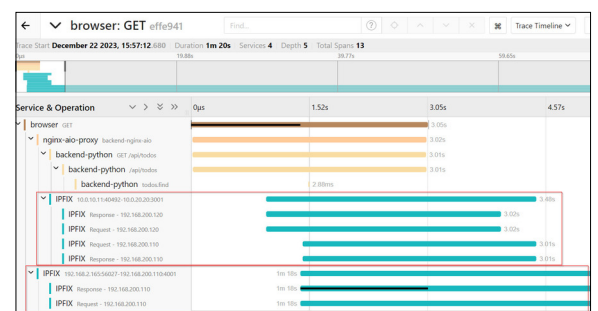 browser: GET effe941
Find...
Trace Timeline
Trace Start December 22 2023, 15:57:12.680 Duration 1m 20s Services 4 Depth 5 Total Spans 13
0μs 19.88s 39.77s 59.65s
Service & Operation 0μs 1.52s 3.05s 4.57s
browser GET 3.05s
nginx-aio-proxy backend-nginx-aio 3.02s
backend-python GET /api/todos 3.01s
backend-python /api/todos 3.01s
backend-python todos.find 2.08ms
IPFIX 10.0.10.11:40492-10.0.20.20:3001 3.48s
IPFIX Response - 192.168.200.120 3.02s
IPFIX Request - 192.168.200.120 3.02s
IPFIX Request - 192.168.200.110 3.01s
IPFIX Response - 192.168.200.110 3.01s
IPFIX 192.168.2.165:56027-192.168.200.110:4001 1m 18s
IPFIX Response - 192.168.200.110 1m 18s
IPFIX Request - 192.168.200.110 1m 18s